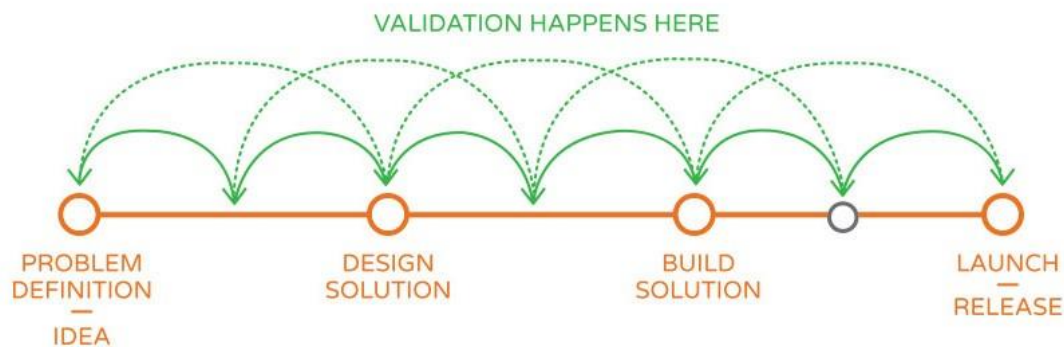 VALIDATION HAPPENS HERE
PROBLEM
DEFINITION
—
IDEA
DESIGN
SOLUTION
BUILD
SOLUTION
LAUNCH
—
RELEASE